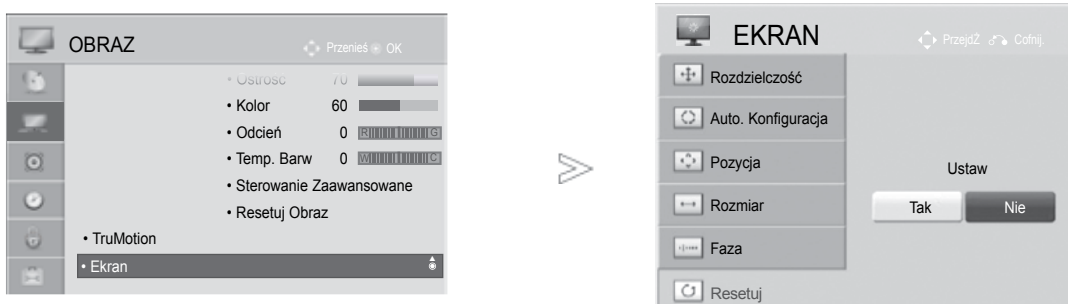 OBRAZ
Przenieś OK
• Ostrość 70
• Kolor 60
• Odcień 0 R G
• Temp. Barw 0 W C
• Sterowanie Zaawansowane
• Resetuj Obraz
• TruMotion
• Ekran
EKRAN
PrzejdŹ Cofnij.
Rozdzielczość
Auto. Konfiguracja
Pozycja
Rozmiar
Faza
Resetuj
Ustaw
Tak Nie